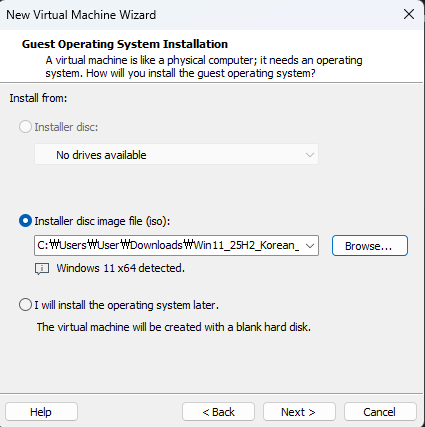 New Virtual Machine Wizard
Guest Operating System Installation
A virtual machine is like a physical computer; it needs an operating
system. How will you install the guest operating system?
Install from:
Installer disc:
No drives available
Installer disc image file (iso):
C:₩Users₩User₩Downloads₩Win11_25H2_Korean_
Browse...
Windows 11 x64 detected.
I will install the operating system later.
The virtual machine will be created with a blank hard disk.
Help
< Back
Next >
Cancel